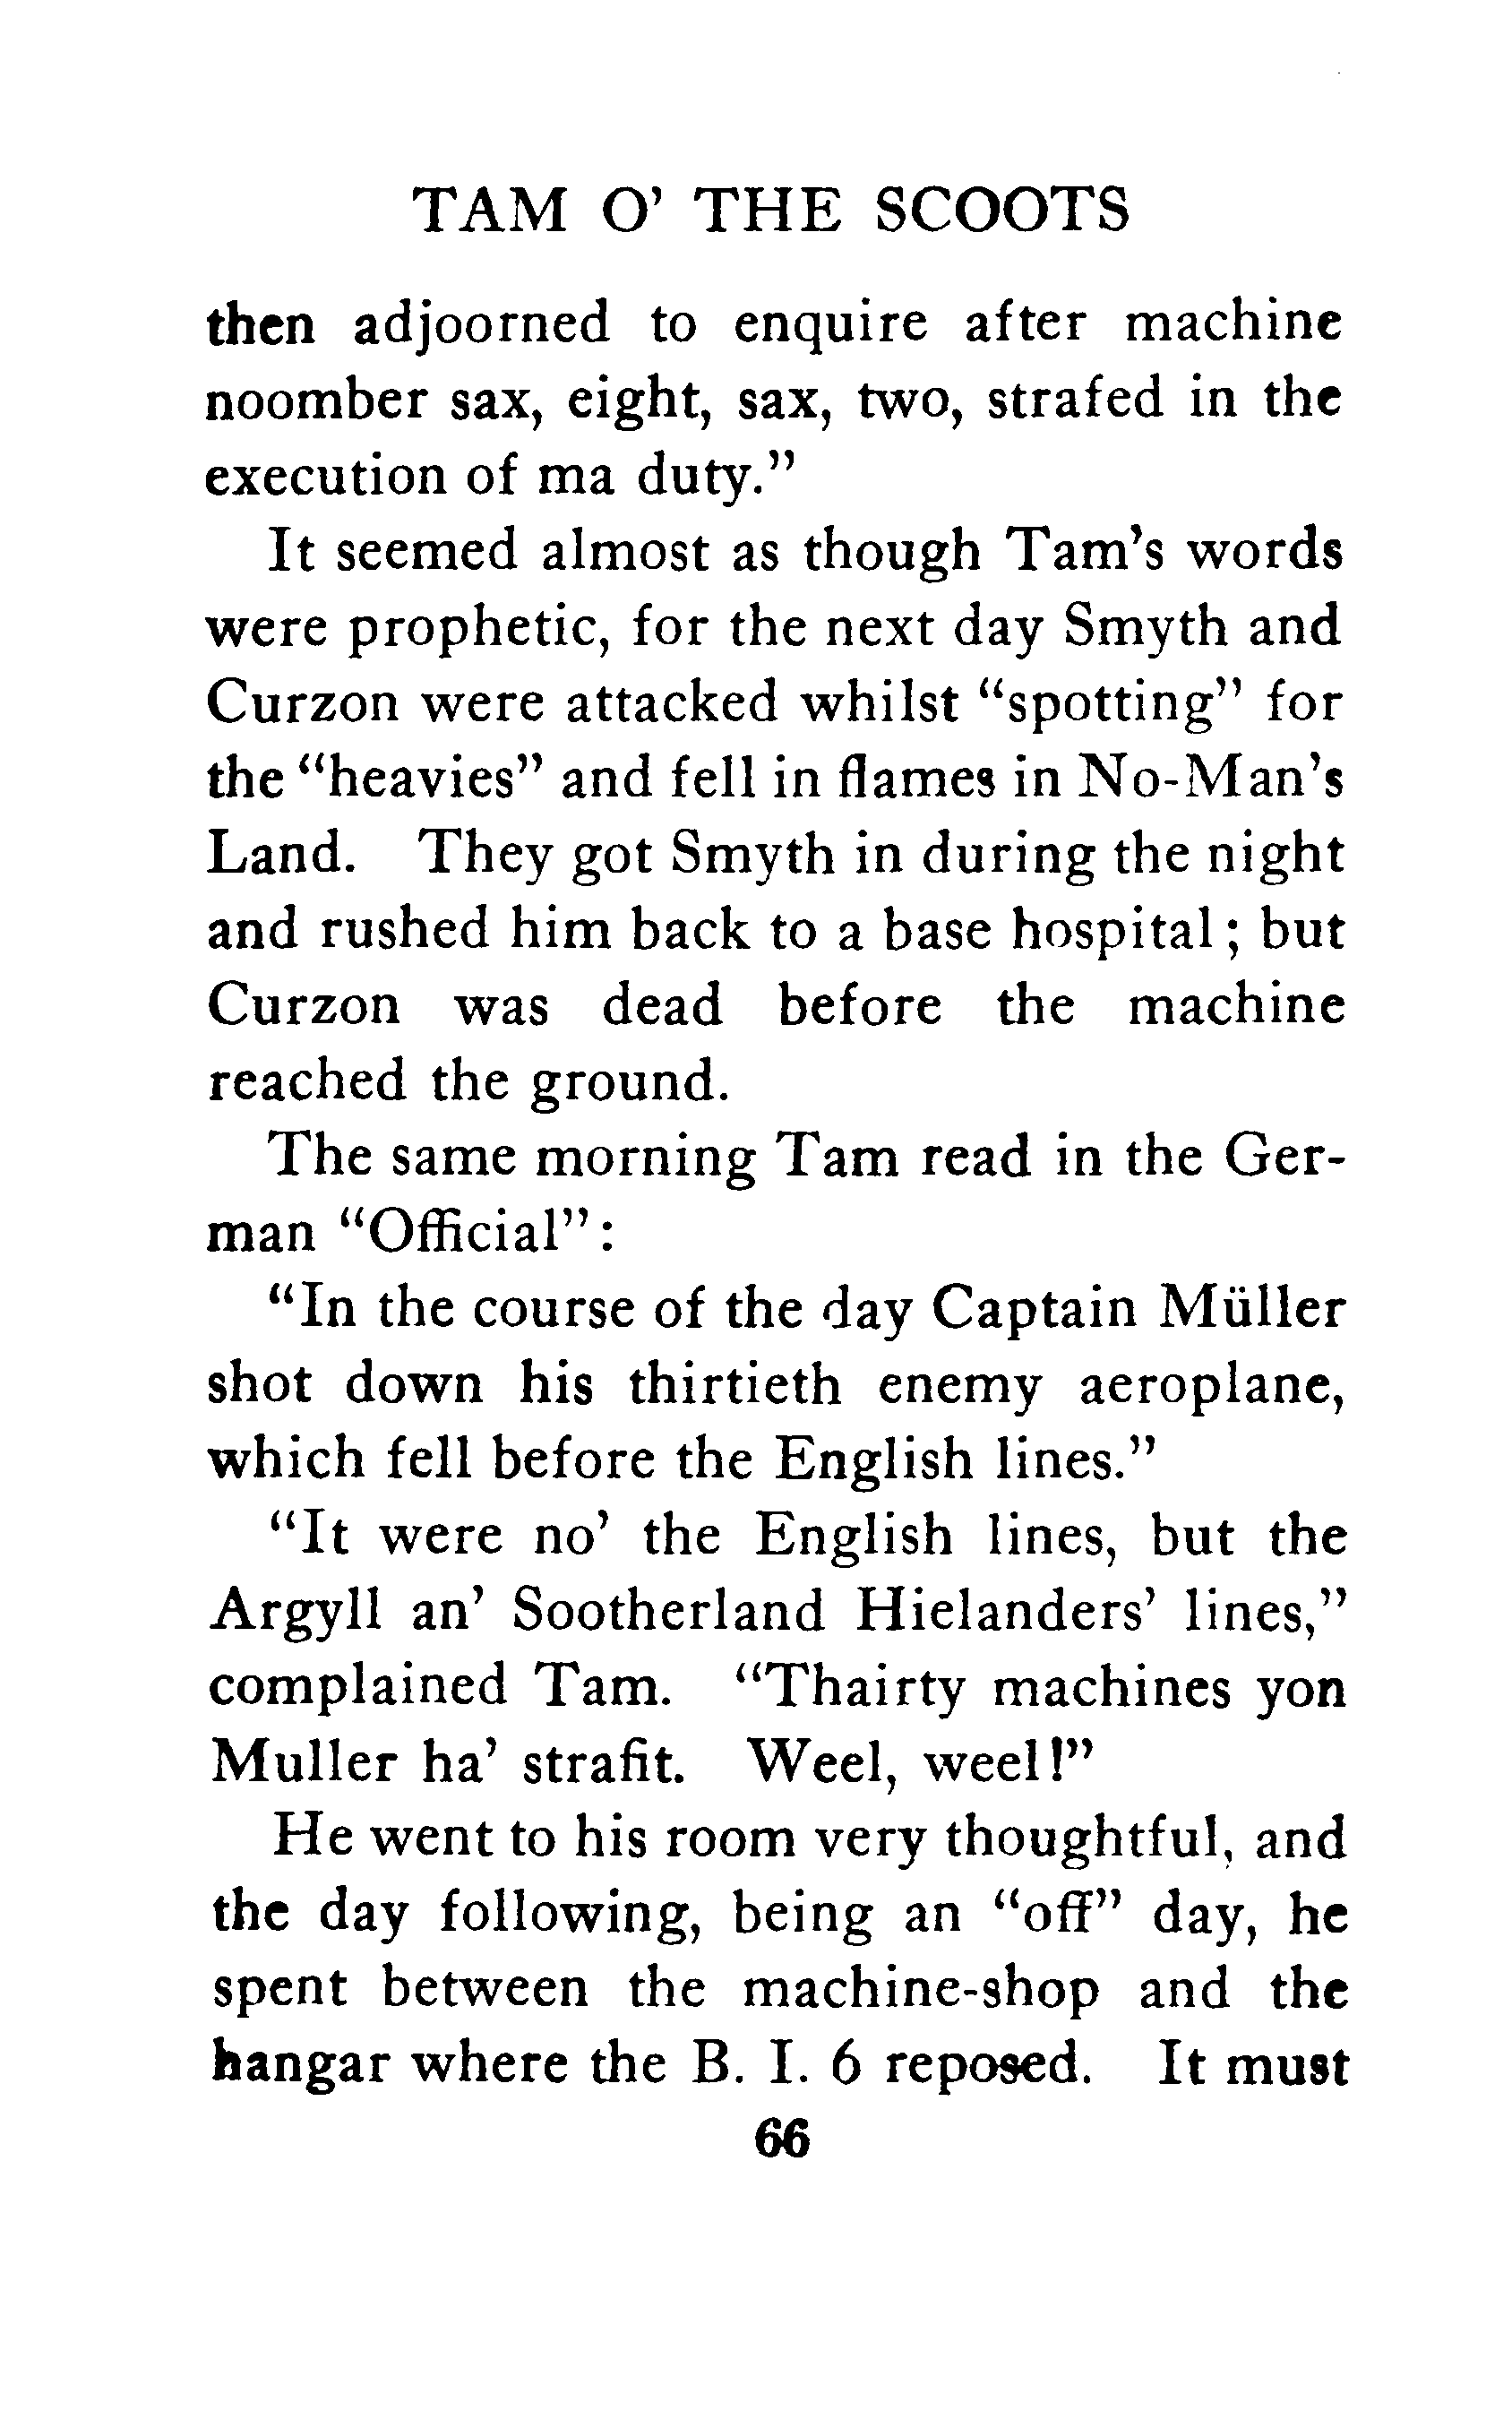 TAM O' THE SCOOTS
then adjoorned to enquire after machine
noomber sax, eight, sax, two, strafed in the
execution of ma duty."
It seemed almost as though Tam's words
were prophetic, for the next day Smyth and
Curzon were attacked whilst "spotting" for
the "heavies" and fell in flames in No-Man's
Land. They got Smyth in during the night
and rushed him back to a base hospital; but
Curzon was dead before the machine
reached the ground.
The same morning Tam read in the Ger-
man "Official":
"In the course of the day Captain Müller
shot down his thirtieth enemy aeroplane,
which fell before the English lines."
"It were no' the English lines, but the
Argyll an' Sootherland Hielanders' lines,"
complained Tam. "Thairty machines yon
Muller ha' strafit. Weel, weel!"
He went to his room very thoughtful, and
the day following, being an "off" day, he
spent between the machine-shop and the
hangar where the B. I. 6 reposed. It must
66